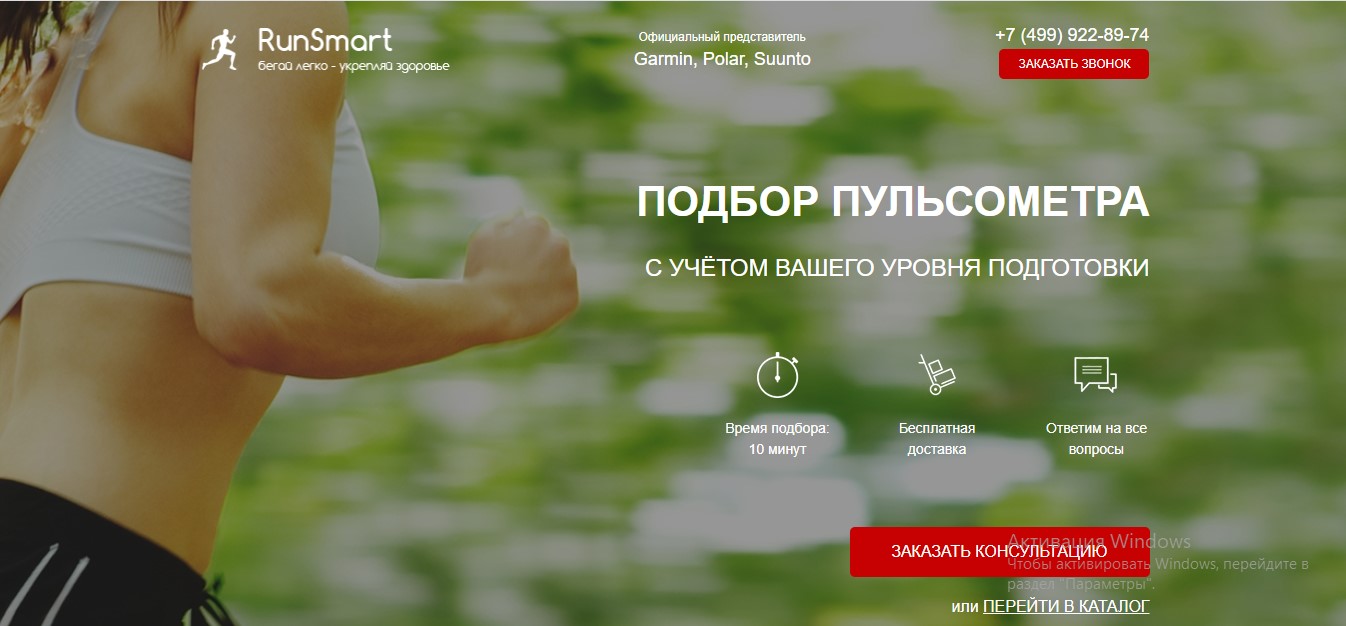 RunSmart
бегай легко - укрепляй здоровье
Официальный представитель
Garmin, Polar, Suunto
+7 (499) 922-89-74
ЗАКАЗАТЬ ЗВОНОК
ПОДБОР ПУЛЬСОМЕТРА
С УЧЁТОМ ВАШЕГО УРОВНЯ ПОДГОТОВКИ
Время подбора:
10 минут
Бесплатная
доставка
Ответим на все
вопросы
ЗАКАЗАТЬ КОНСУЛЬТАЦИЮ
Активация Windows
Чтобы активировать Windows, перейдите в
раздел "Параметры".
или ПЕРЕЙТИ В КАТАЛОГ